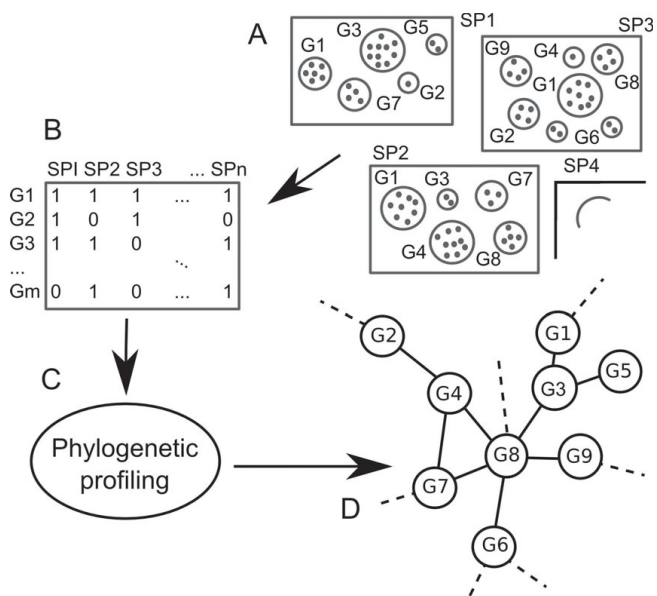 A
SP1
G1
G3
G5
G7
G2
SP3
G9
G4
G8
G1
G2
G6
SP2
G1
G3
G7
G4
G8
SP4
B
SPI SP2 SP3 ... SPn
G1 1 1 1 ... 1
G2 1 0 1 0
G3 1 1 0 1
...
Gm 0 1 0 ... 1
C
Phylogenetic
profiling
D
G2
G1
G4
G3
G5
G8
G9
G7
G6